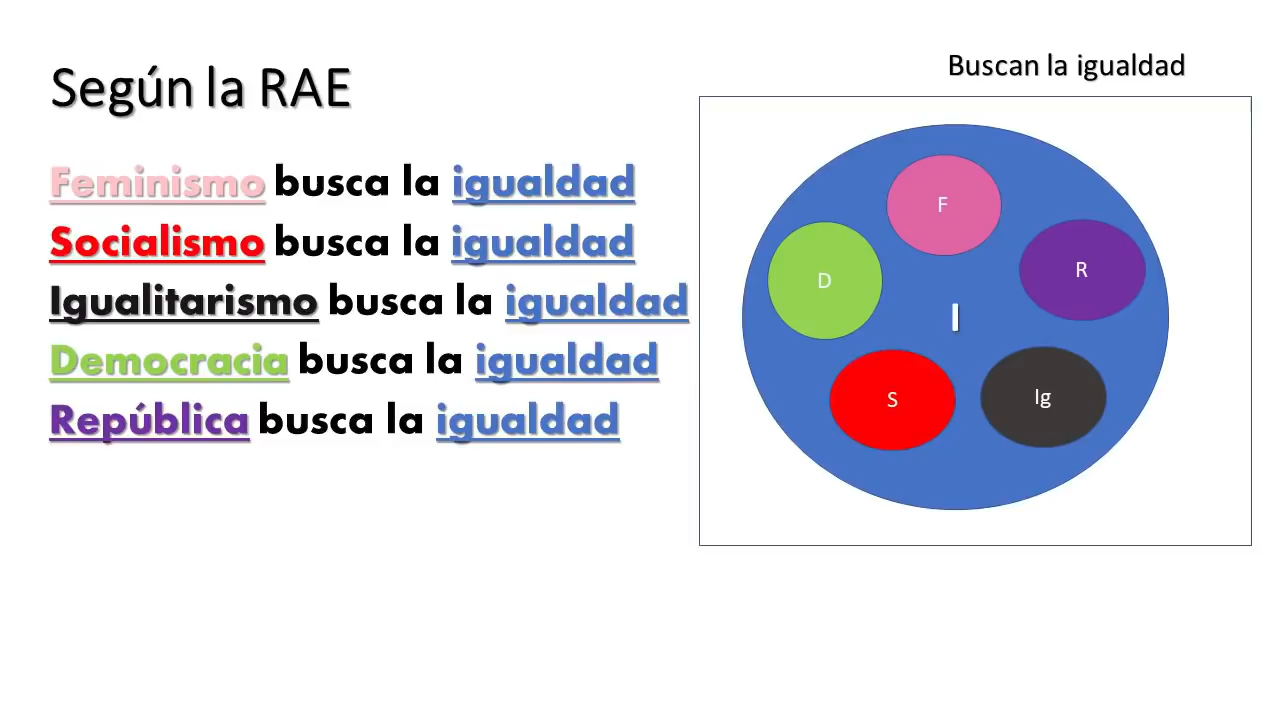 Según la RAE
Buscan la igualdad
Feminismo busca la igualdad
Socialismo busca la igualdad
Igualitarismo busca la igualdad
Democracia busca la igualdad
República busca la igualdad
F
R
D
I
S
Ig